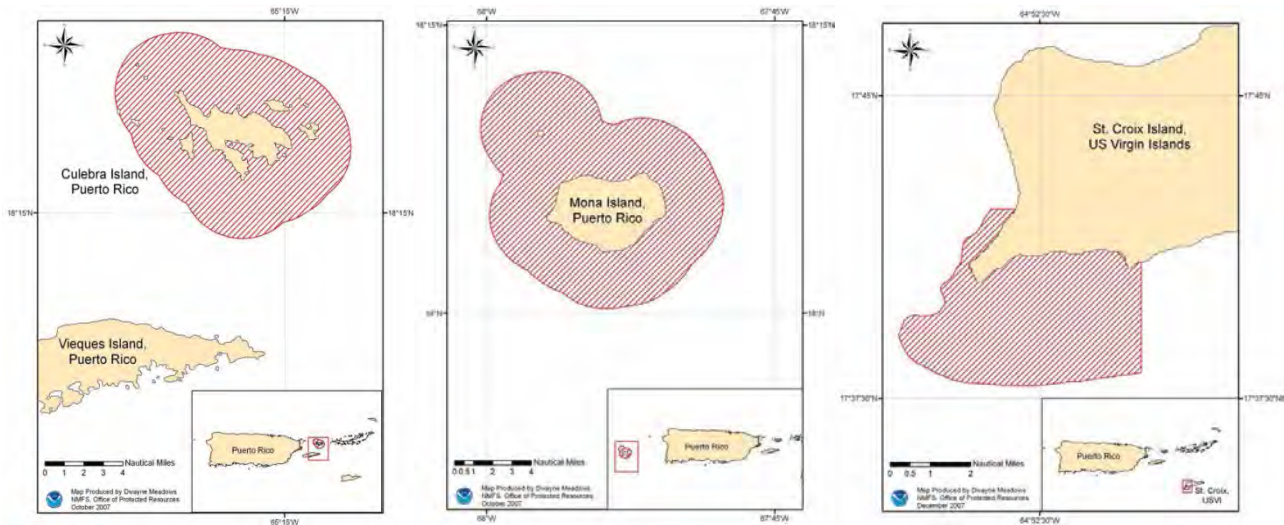 65°15'W
Culebra Island,
Puerto Rico
18°15'N
18°15'N
Vieques Island,
Puerto Rico
Puerto Rico
Nautical Miles
0 1 2 3 4
Map Produced by Dwayne Meadows
NMFS, Office of Protected Resources
October 2007
65°15'W
68°W
67°45'W
18°15'N
18°15'N
Mona Island,
Puerto Rico
18°N
18°N
Puerto Rico
Nautical Miles
0 0.5 1 2 3 4
Map Produced by Dwayne Meadows
NMFS, Office of Protected Resources
October 2007
68°W
67°45'W
64°52'30"W
17°45'N
17°45'N
St. Croix Island,
US Virgin Islands
17°37'30"N
17°37'30"N
Puerto Rico
St. Croix,
USVI
Nautical Miles
0 0.5 1 2
Map Produced by Dwayne Meadows
NMFS, Office of Protected Resources
December 2007
64°52'30"W